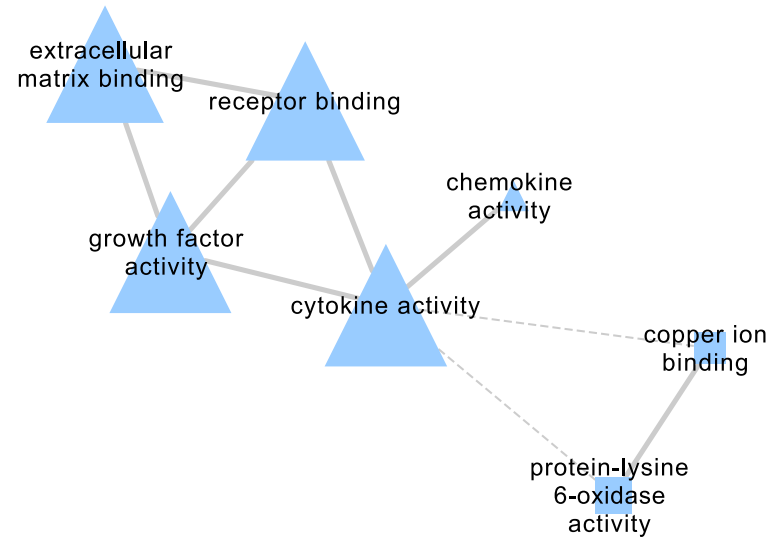 extracellular
matrix binding
receptor binding
chemokine
activity
growth factor
activity
cytokine activity
copper ion
binding
protein-lysine
6-oxidase
activity